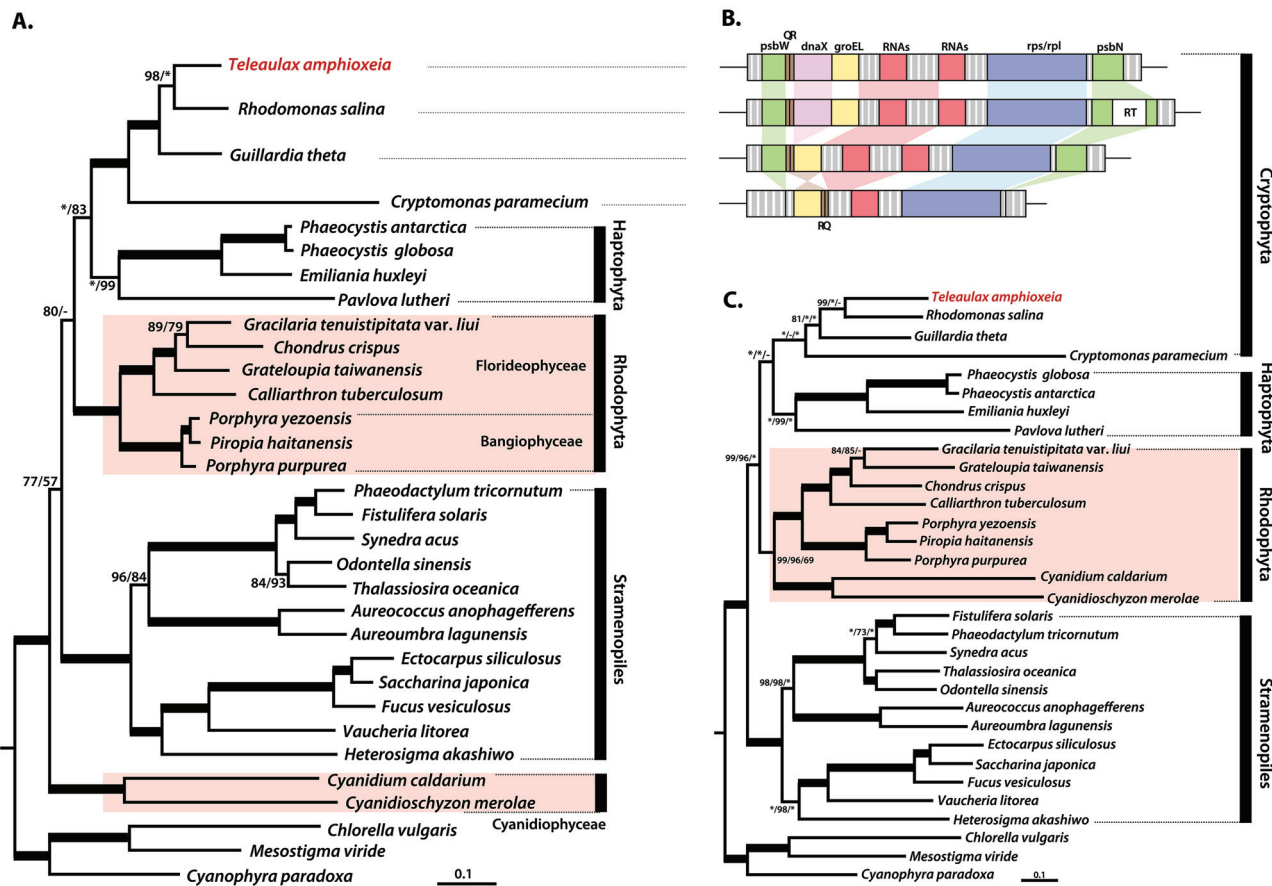 A.
98/*
Teleaulax amphioxeia
Rhodomonas salina
Guillardia theta
*/83
Cryptomonas paramecium
Phaeocystis antarctica
Phaeocystis globosa
Emiliania huxleyi
*/99
Pavlova lutheri
Haptophyta
80/-
89/79
Gracilaria tenuistipitata var. liui
Chondrus crispus
Grateloupia taiwanensis
Florideophyceae
Calliarthron tuberculosum
Porphyra yezoensis
Piropia haitanensis
Bangiophyceae
Porphyra purpurea
Rhodophyta
77/57
Phaeodactylum tricornutum
Fistulifera solaris
Synedra acus
Odontella sinensis
96/84
84/93
Thalassiosira oceanica
Aureococcus anophagefferens
Aureoumbra lagunensis
Ectocarpus siliculosus
Saccharina japonica
Fucus vesiculosus
Vaucheria litorea
Heterosigma akashiwo
Stramenopiles
Cyanidium caldarium
Cyanidioschyzon merolae
Cyanidiophyceae
Chlorella vulgaris
Mesostigma viride
Cyanophyra paradoxa
0.1
B.
psbW QR dnaX groEL RNAs RNAs rps/rpl psbN
RT
RQ
Cryptophyta
C.
99/*/-
Teleaulax amphioxeia
81/*/*
Rhodomonas salina
*/-/*
Guillardia theta
*/*/-
Cryptomonas paramecium
Phaeocystis globosa
Phaeocystis antarctica
Emiliania huxleyi
*/99/*
Pavlova lutheri
Haptophyta
99/96/*
84/85/-
Gracilaria tenuistipitata var. liui
Grateloupia taiwanensis
Chondrus crispus
Calliarthron tuberculosum
Porphyra yezoensis
Piropia haitanensis
99/96/69
Porphyra purpurea
Cyanidium caldarium
Cyanidioschyzon merolae
Rhodophyta
Fistulifera solaris
*/73/*
Phaeodactylum tricornutum
Synedra acus
Thalassiosira oceanica
98/98/*
Odontella sinensis
Aureococcus anophagefferens
Aureoumbra lagunensis
Ectocarpus siliculosus
Saccharina japonica
Fucus vesiculosus
Vaucheria litorea
*/98/*
Heterosigma akashiwo
Stramenopiles
Chlorella vulgaris
Mesostigma viride
Cyanophyra paradoxa
0.1